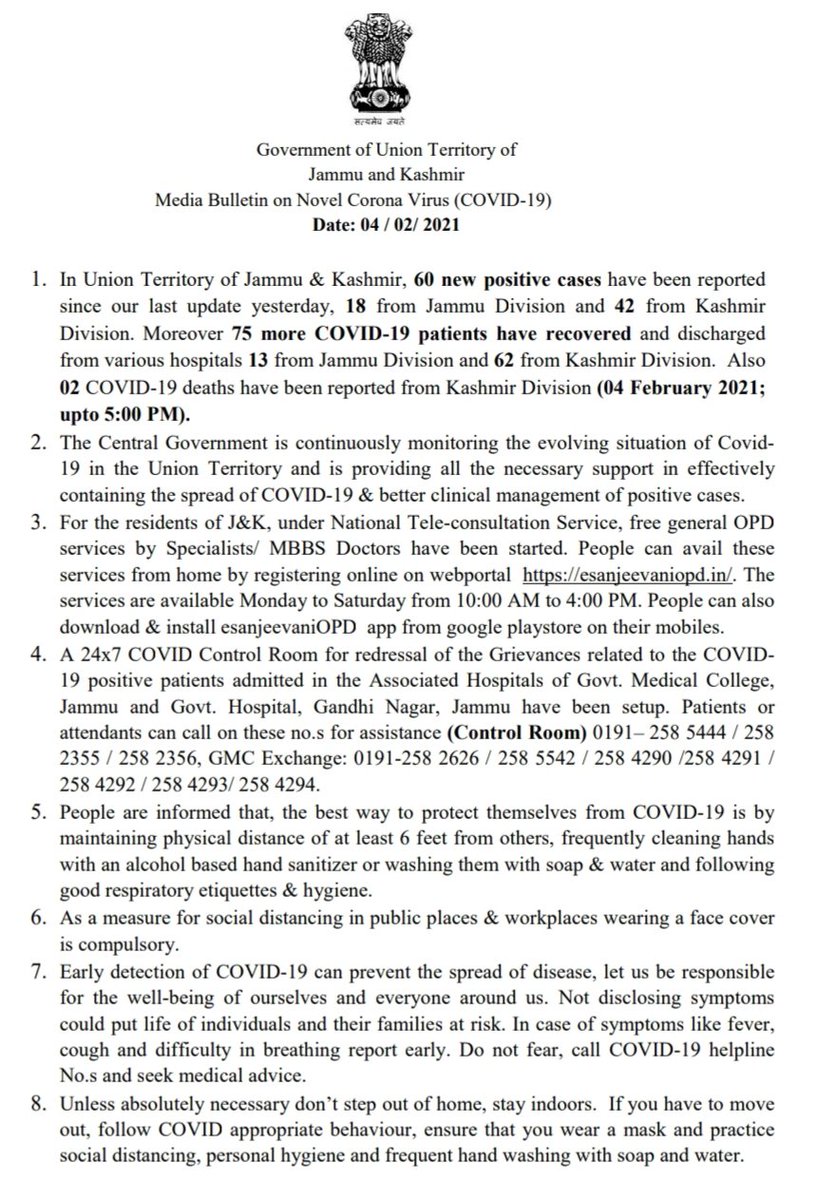 सत्यमेव जयते
Government of Union Territory of
Jammu and Kashmir
Media Bulletin on Novel Corona Virus (COVID-19)
Date: 04 / 02/ 2021
1. In Union Territory of Jammu & Kashmir, 60 new positive cases have been reported
since our last update yesterday, 18 from Jammu Division and 42 from Kashmir
Division. Moreover 75 more COVID-19 patients have recovered and discharged
from various hospitals 13 from Jammu Division and 62 from Kashmir Division. Also
02 COVID-19 deaths have been reported from Kashmir Division (04 February 2021;
upto 5:00 PM).
2. The Central Government is continuously monitoring the evolving situation of Covid-
19 in the Union Territory and is providing all the necessary support in effectively
containing the spread of COVID-19 & better clinical management of positive cases.
3. For the residents of J&K, under National Tele-consultation Service, free general OPD
services by Specialists/ MBBS Doctors have been started. People can avail these
services from home by registering online on webportal https://esanjeevaniopd.in/. The
services are available Monday to Saturday from 10:00 AM to 4:00 PM. People can also
download & install esanjeevaniOPD app from google playstore on their mobiles.
4. A 24x7 COVID Control Room for redressal of the Grievances related to the COVID-
19 positive patients admitted in the Associated Hospitals of Govt. Medical College,
Jammu and Govt. Hospital, Gandhi Nagar, Jammu have been setup. Patients or
attendants can call on these no.s for assistance (Control Room) 0191– 258 5444 / 258
2355 / 258 2356, GMC Exchange: 0191-258 2626 / 258 5542 / 258 4290 /258 4291 /
258 4292 / 258 4293/ 258 4294.
5. People are informed that, the best way to protect themselves from COVID-19 is by
maintaining physical distance of at least 6 feet from others, frequently cleaning hands
with an alcohol based hand sanitizer or washing them with soap & water and following
good respiratory etiquettes & hygiene.
6. As a measure for social distancing in public places & workplaces wearing a face cover
is compulsory.
7. Early detection of COVID-19 can prevent the spread of disease, let us be responsible
for the well-being of ourselves and everyone around us. Not disclosing symptoms
could put life of individuals and their families at risk. In case of symptoms like fever,
cough and difficulty in breathing report early. Do not fear, call COVID-19 helpline
No.s and seek medical advice.
8. Unless absolutely necessary don’t step out of home, stay indoors. If you have to move
out, follow COVID appropriate behaviour, ensure that you wear a mask and practice
social distancing, personal hygiene and frequent hand washing with soap and water.